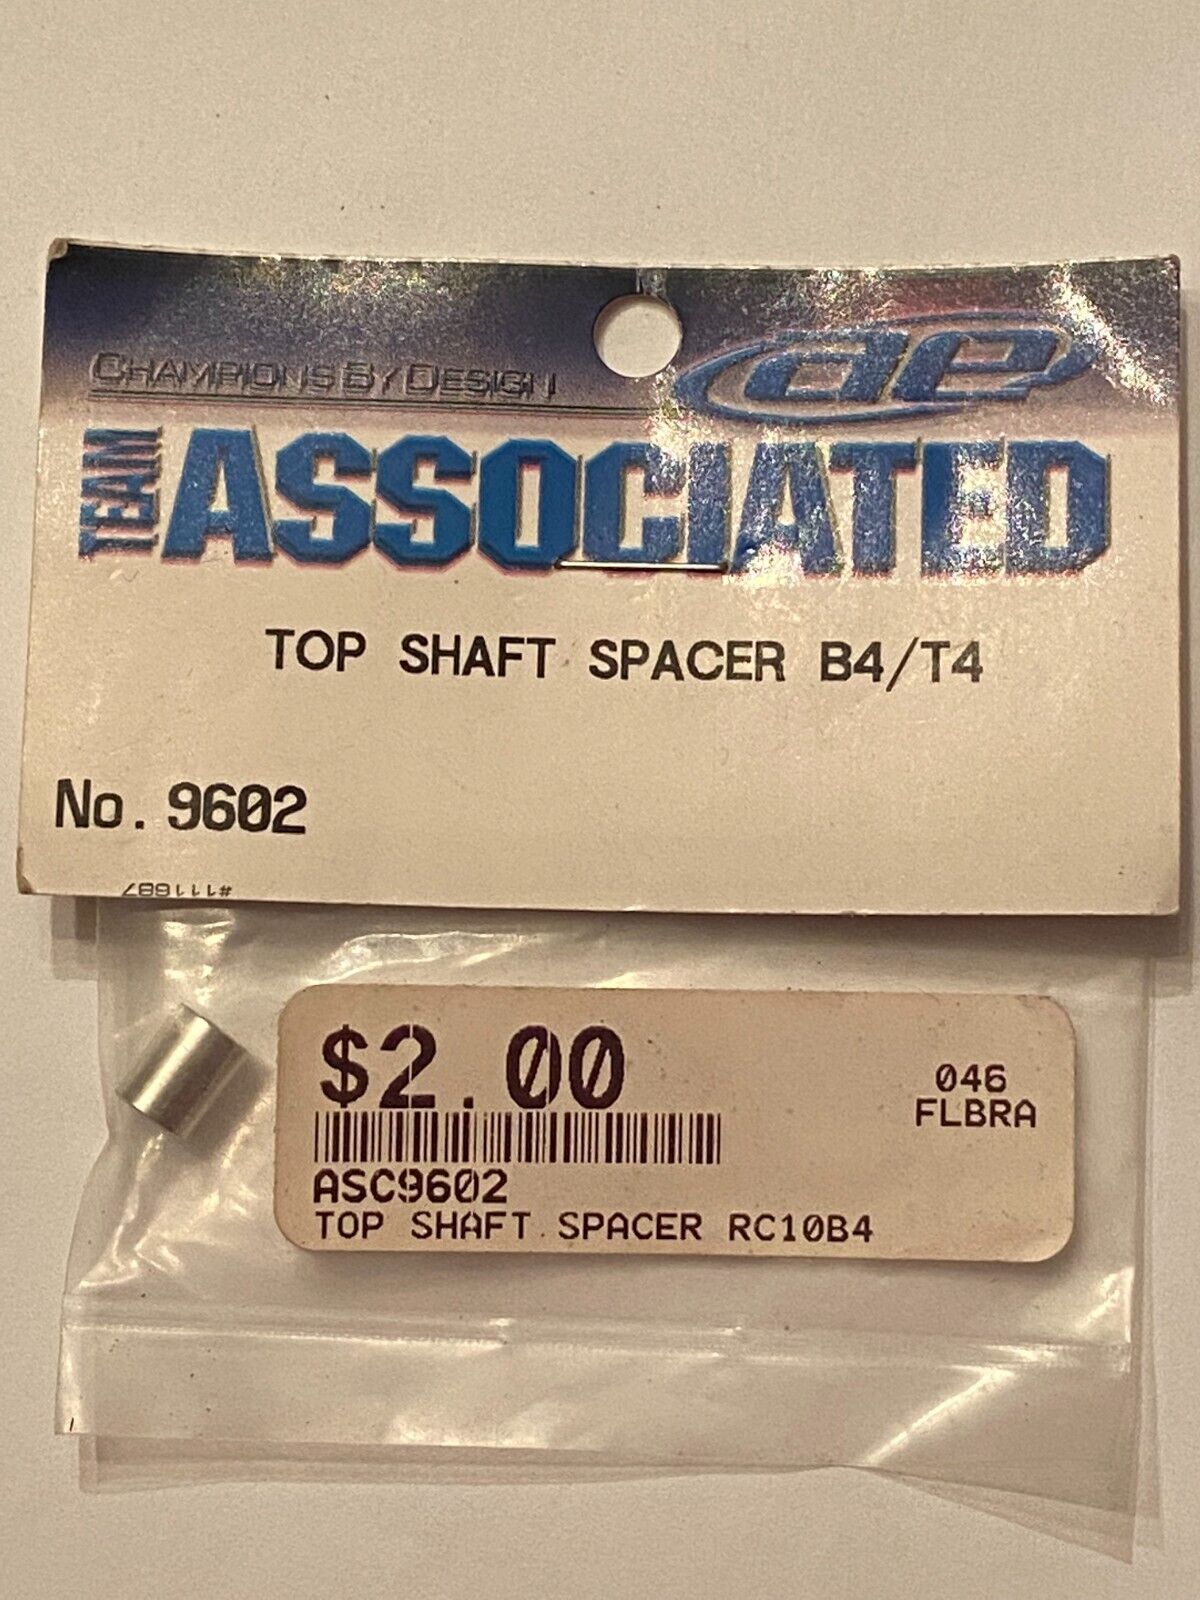 CHAMPIONS BY DESIGN
ae
TEAM ASSOCIATED
TOP SHAFT SPACER B4/T4
No. 9602
#111687
$2.00
046
FLBRA
ASC9602
TOP SHAFT SPACER RC10B4